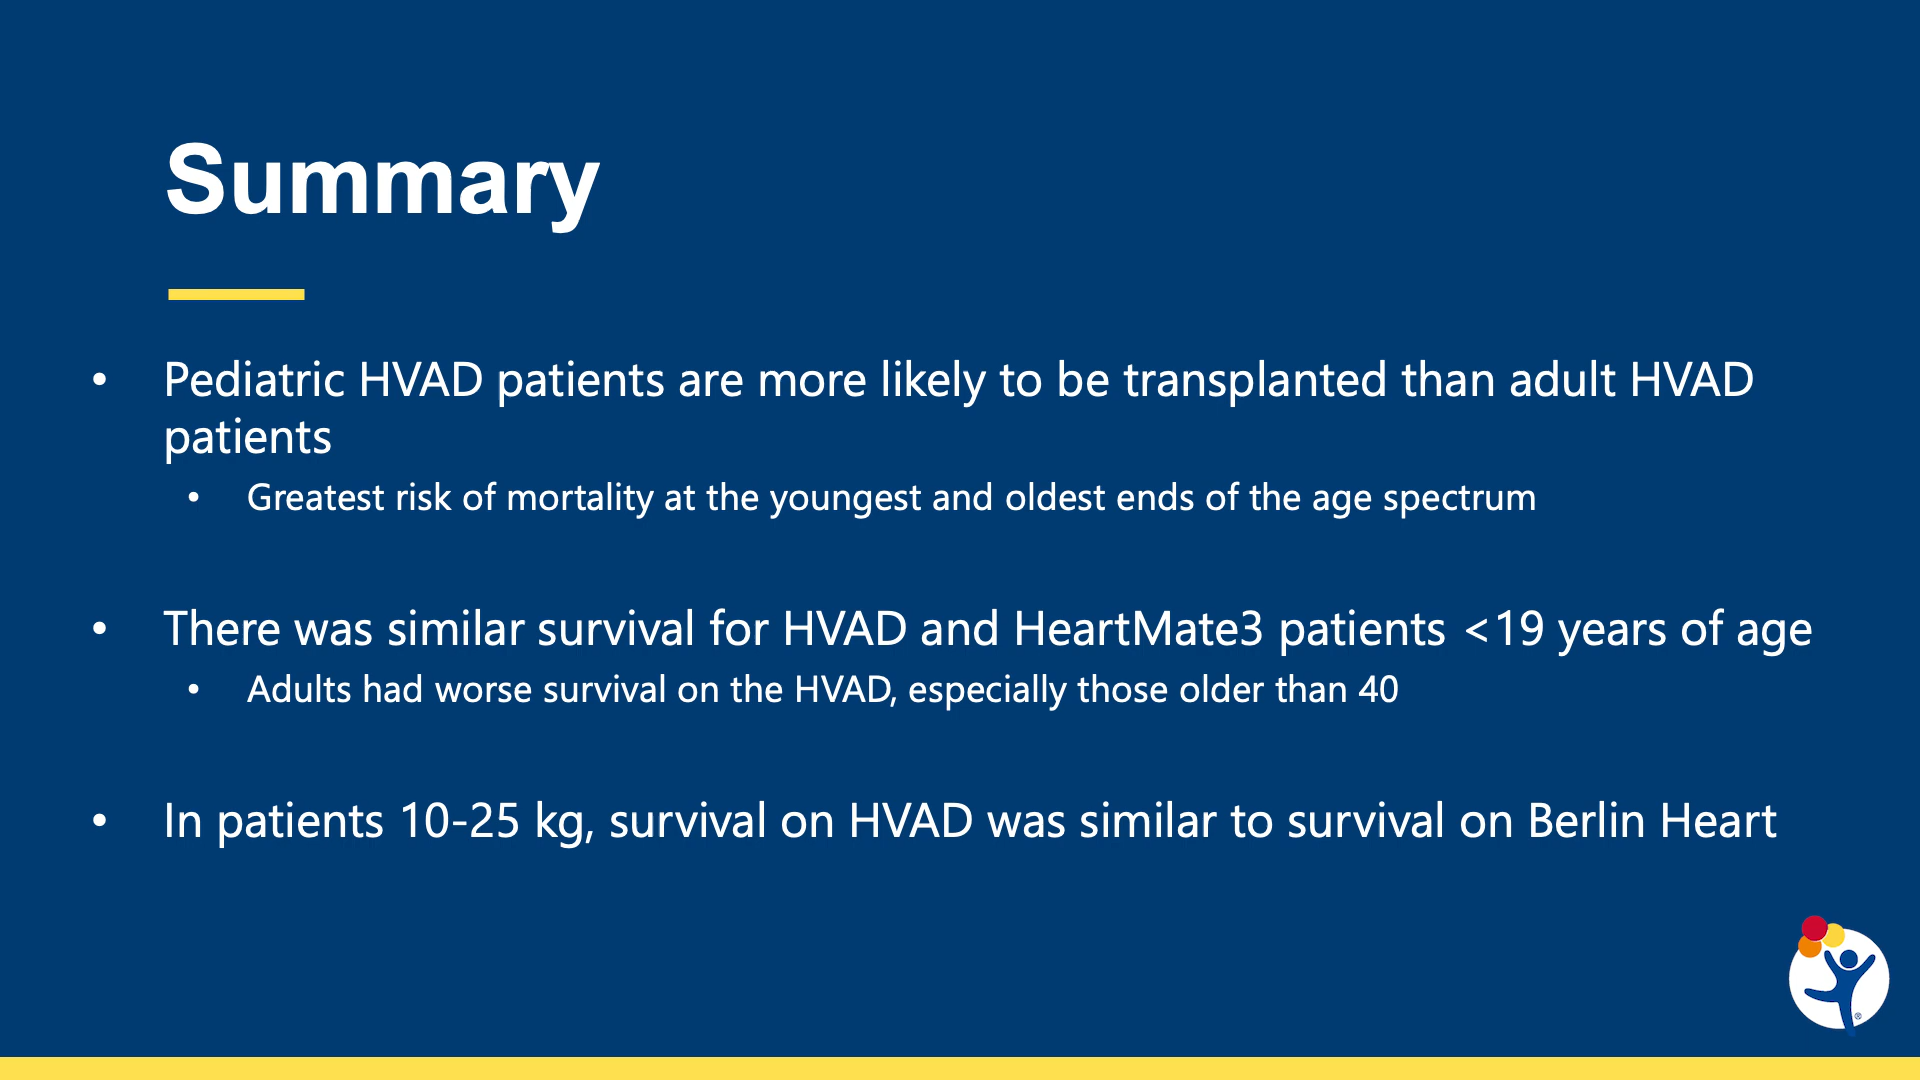 Summary
• Pediatric HVAD patients are more likely to be transplanted than adult HVAD
patients
• Greatest risk of mortality at the youngest and oldest ends of the age spectrum
• There was similar survival for HVAD and HeartMate3 patients <19 years of age
• Adults had worse survival on the HVAD, especially those older than 40
• In patients 10-25 kg, survival on HVAD was similar to survival on Berlin Heart
®